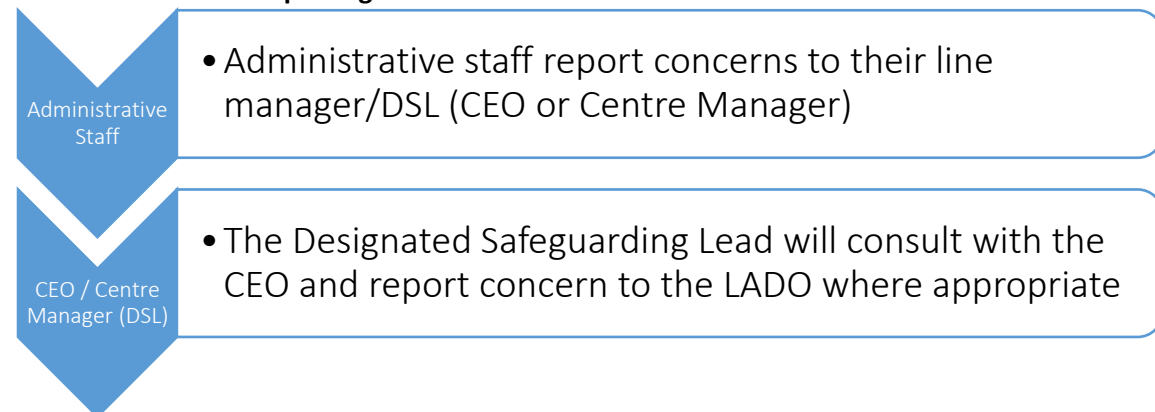 Administrative
Staff
• Administrative staff report concerns to their line
manager/DSL (CEO or Centre Manager)
CEO / Centre
Manager (DSL)
• The Designated Safeguarding Lead will consult with the
CEO and report concern to the LADO where appropriate